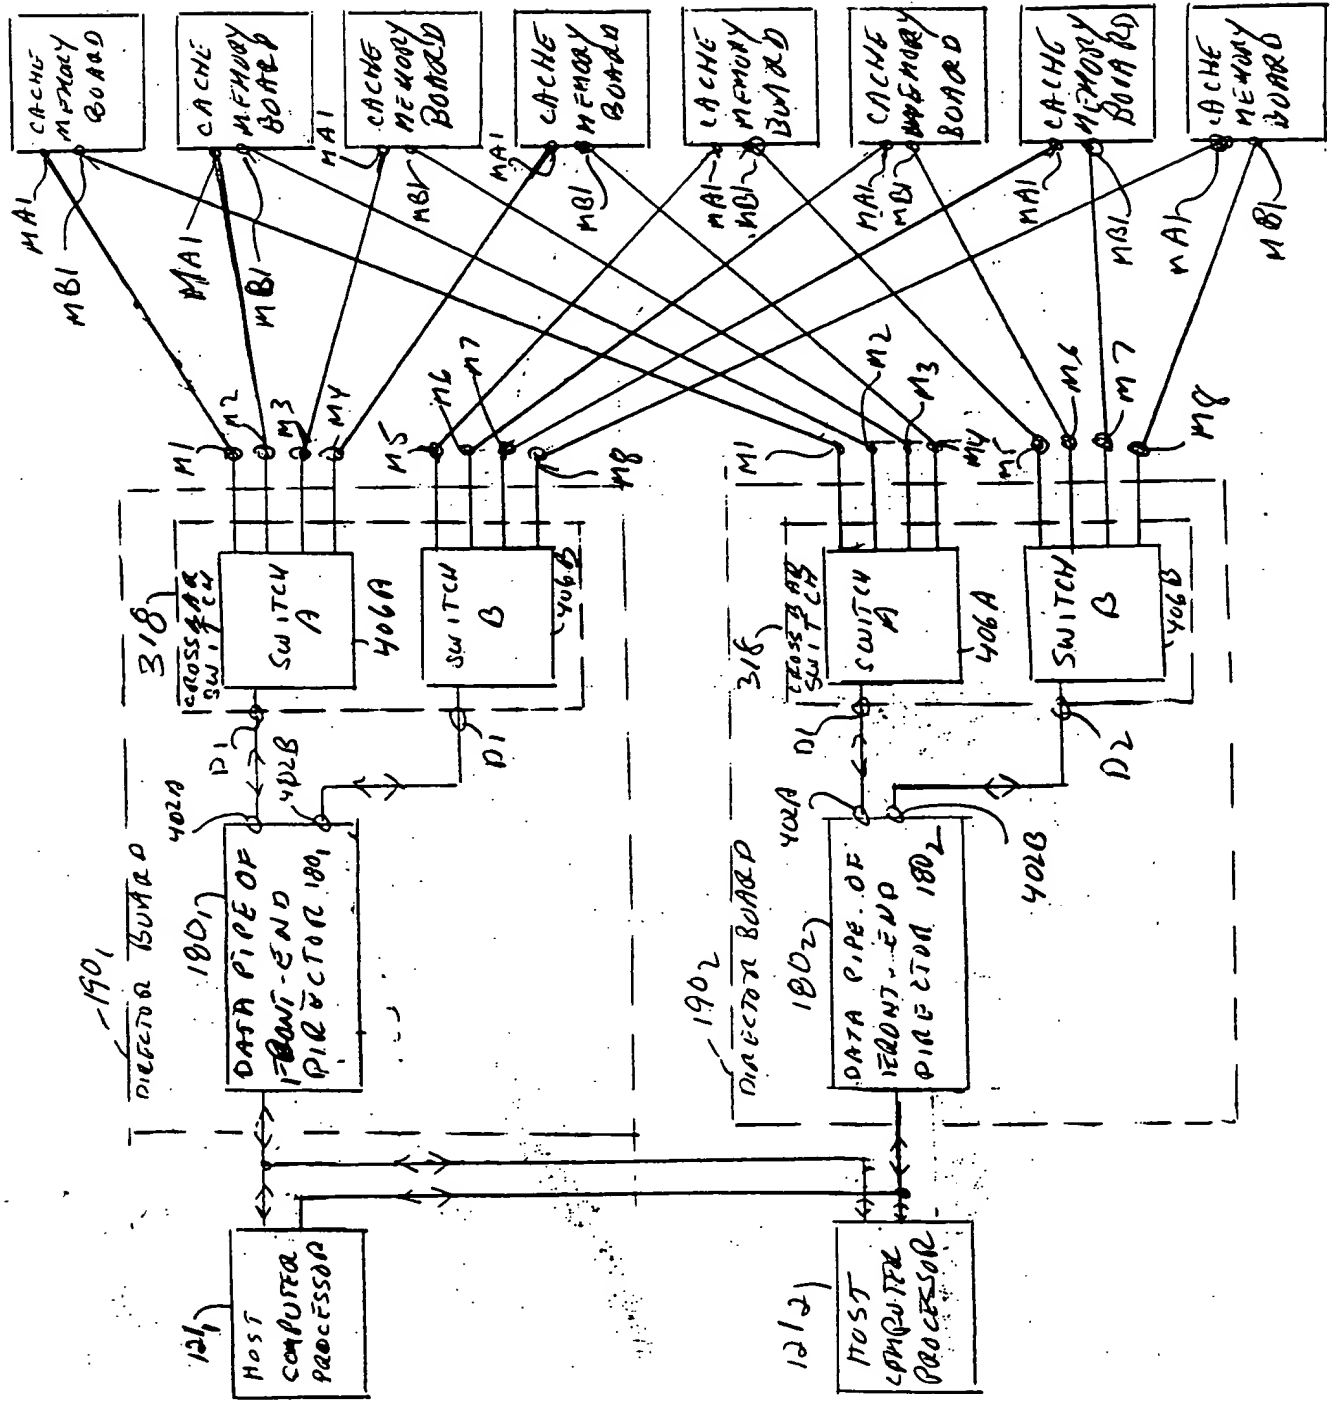 CACHE
MEMORY
BOARD
CACHE
MEMORY
BOARD
CACHE
MEMORY
BOARD
CACHE
MEMORY
BOARD
CACHE
MEMORY
BOARD
CACHE
MEMORY
BOARD
CACHE
MEMORY
BOARD
CACHE
MEMORY
BOARD
MA1
MB1
MA1
MB1
MA1
MB1
MA1
MB1
MA1
MB1
MA1
MB1
MA1
MB1
MA1
MB1
M1
M2
M3
M4
M5
M6
M7
M8
M1
M2
M3
M4
M5
M6
M7
M8
318
CROSSBAR
SWITCH
SWITCH
A
406A
SWITCH
B
406B
318
CROSSBAR
SWITCH
SWITCH
A
406A
SWITCH
B
406B
D1
D1
D1
D2
402A
402B
402A
402B
190₁
DIRECTOR BOARD
180₁
DATA PIPE OF
FRONT-END
DIRECTOR 180₁
190₂
DIRECTOR BOARD
180₂
DATA PIPE OF
FRONT-END
DIRECTOR 180₂
121₁
HOST
COMPUTER
PROCESSOR
121₂
HOST
COMPUTER
PROCESSOR